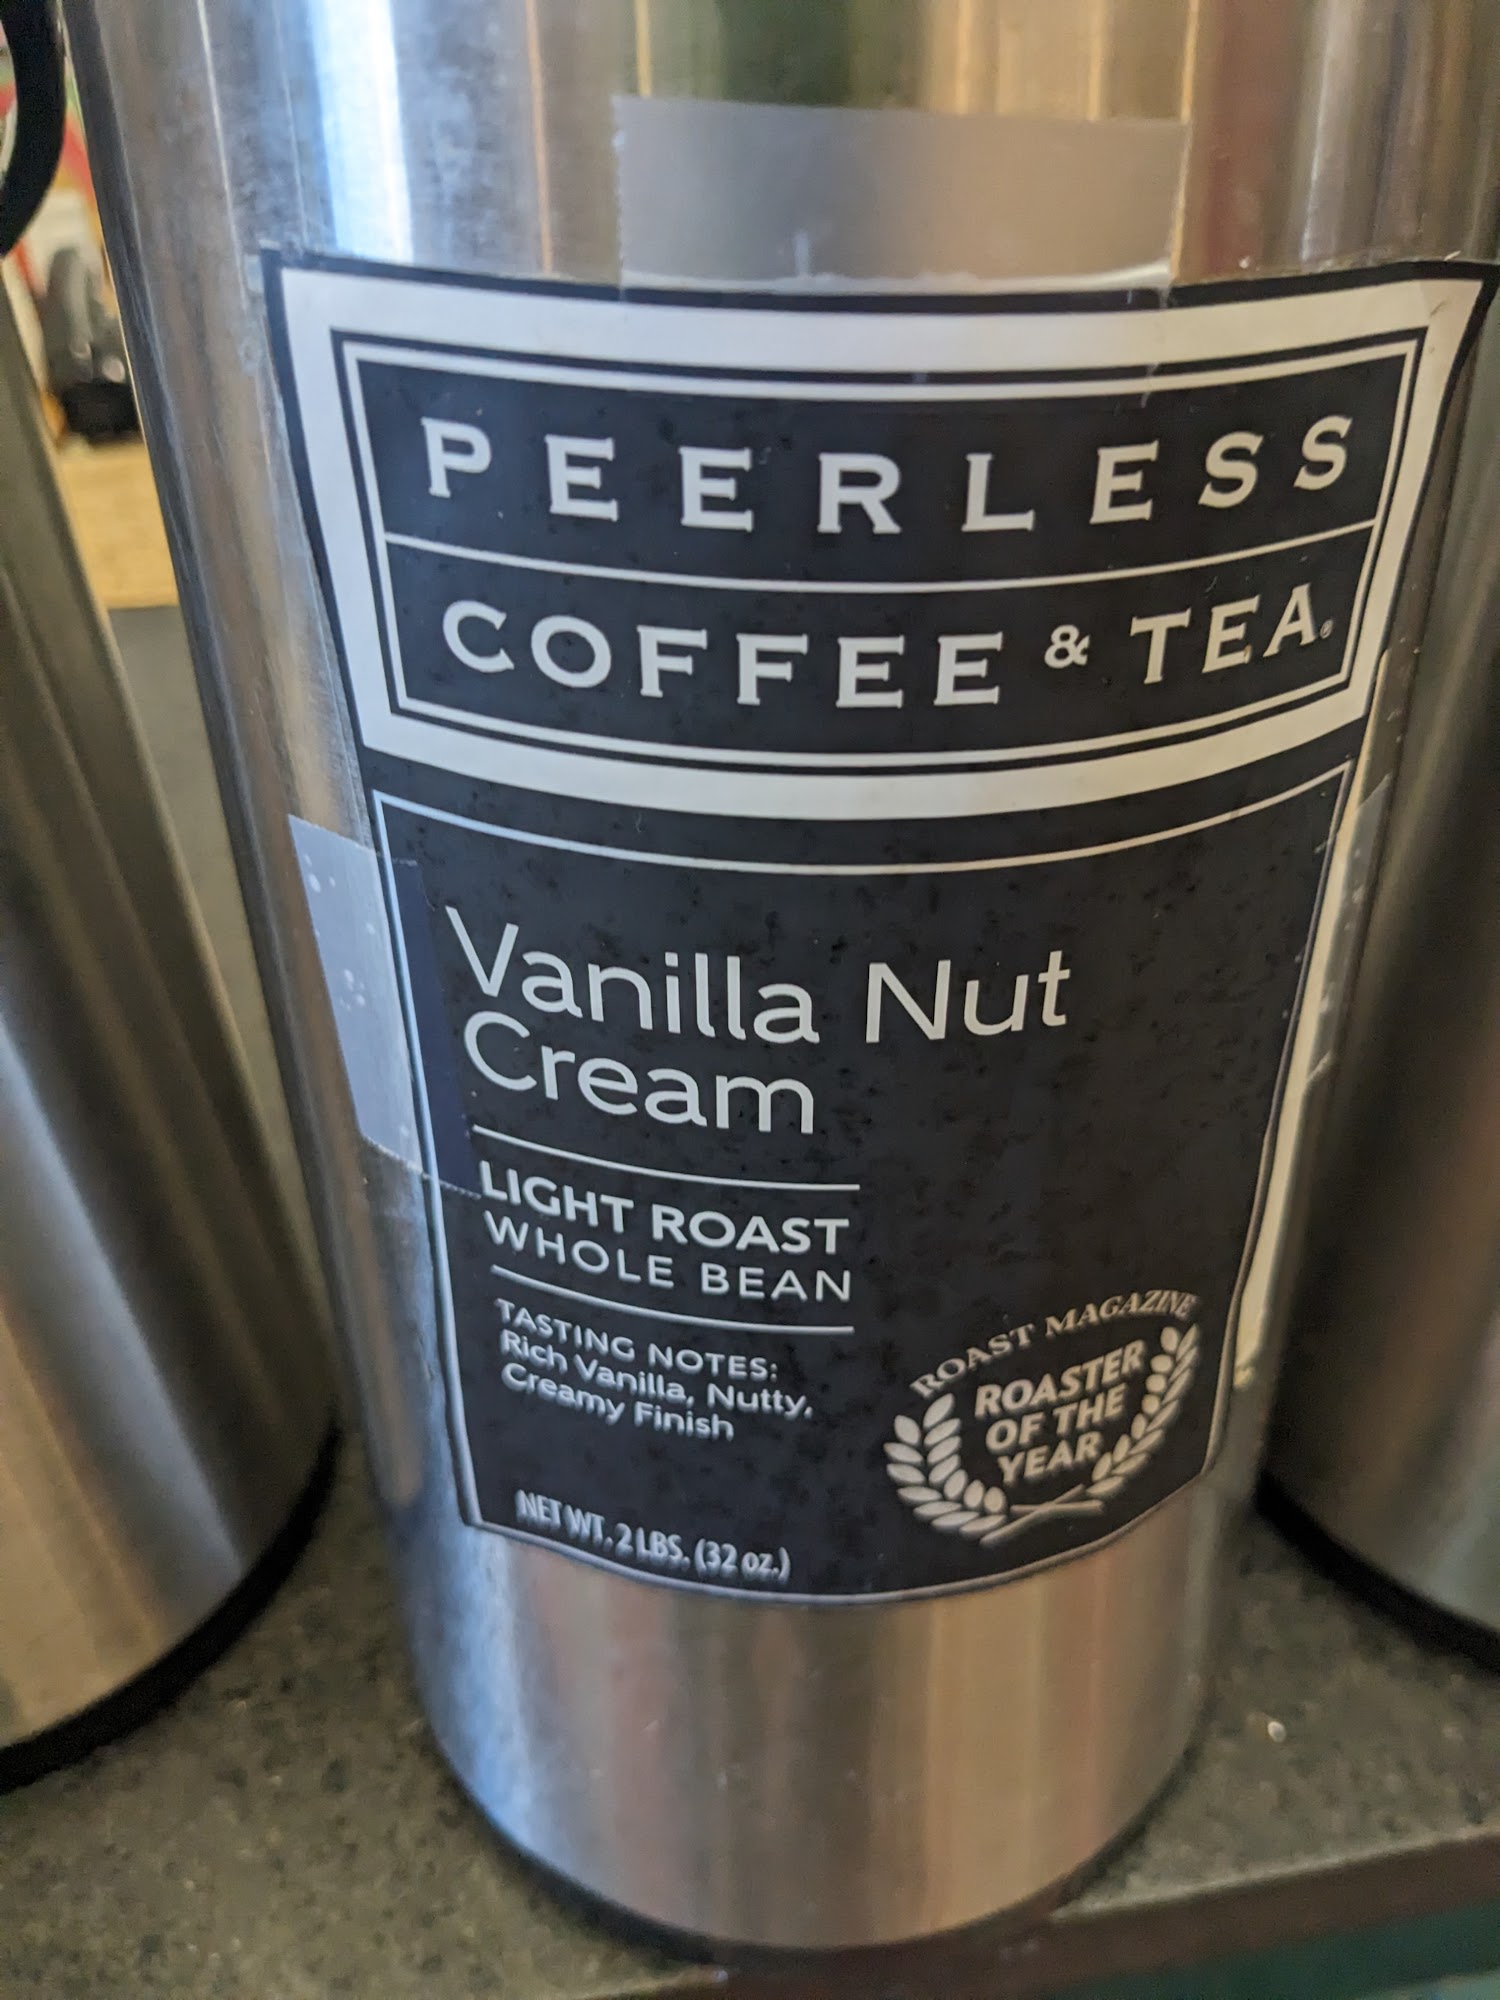 PEERLESS
COFFEE & TEA®
Vanilla Nut
Cream
LIGHT ROAST
WHOLE BEAN
TASTING NOTES:
Rich Vanilla, Nutty,
Creamy Finish
NET WT. 2 LBS. (32 oz.)
ROAST MAGAZINE
ROASTER
OF THE
YEAR